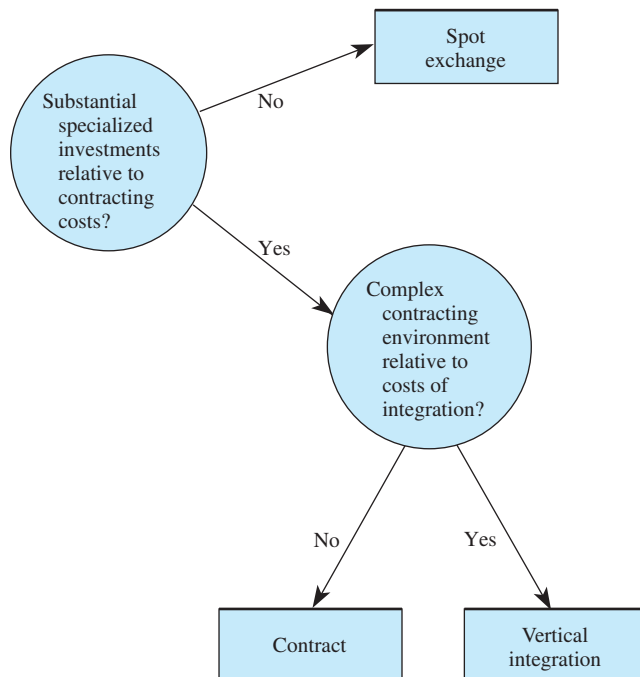 Spot
exchange
Substantial
specialized
investments
relative to
contracting
costs?
No
Yes
Complex
contracting
environment
relative to
costs of
integration?
No
Yes
Contract
Vertical
integration